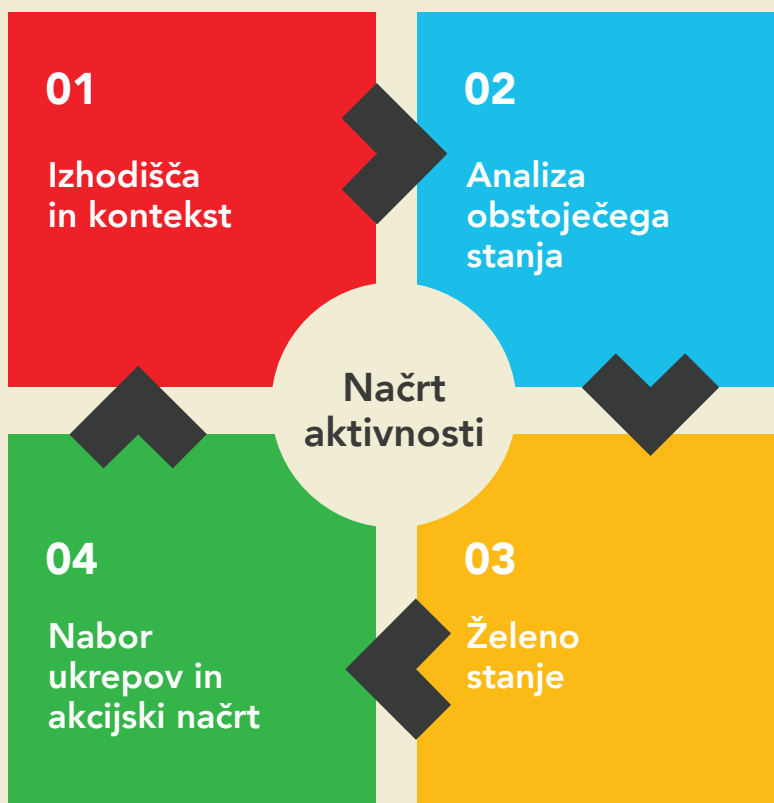 01
Izhodišča
in kontekst
02
Analiza
obstoječega
stanja
Načrt
aktivnosti
03
Želeno
stanje
04
Nabor
ukrepov in
akcijski načrt